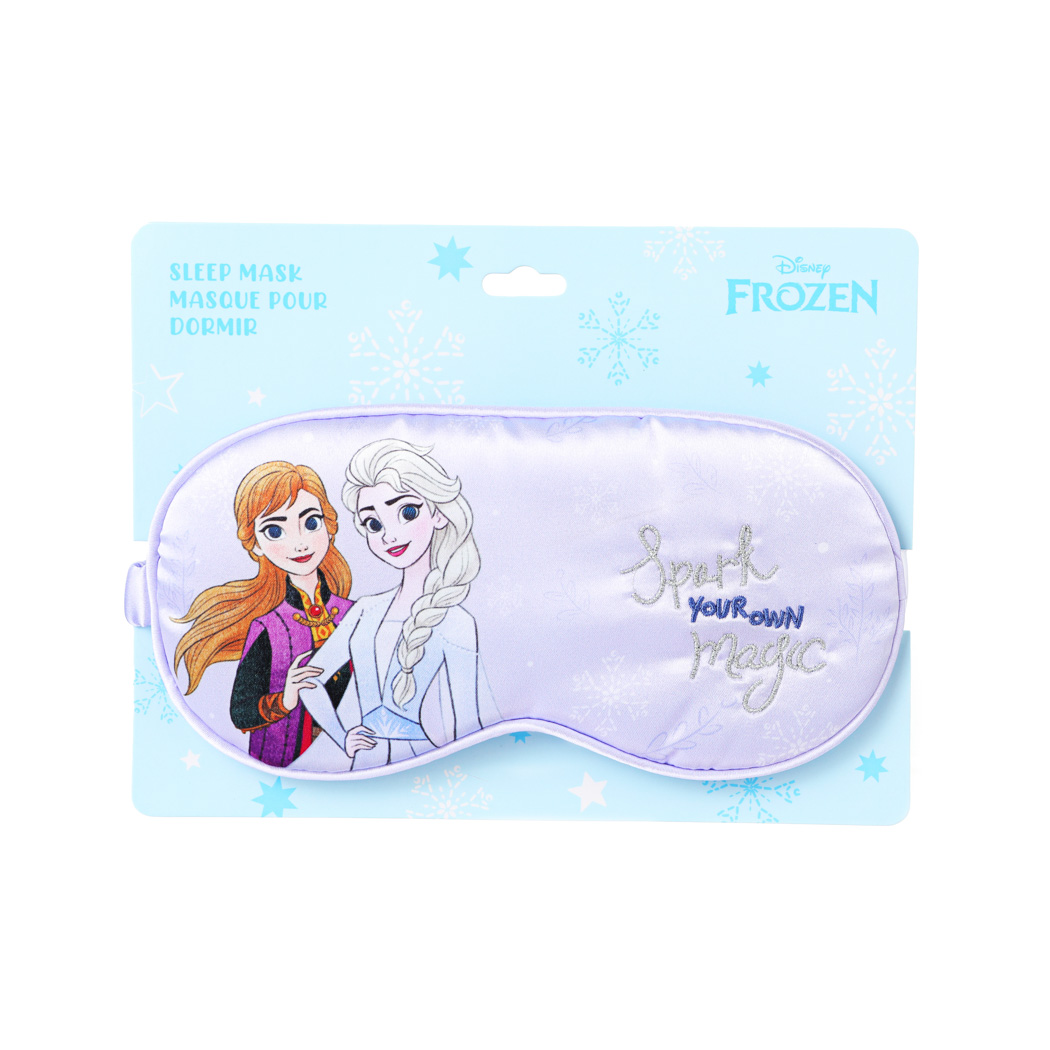 SLEEP MASK
MASQUE POUR
DORMIR
Disney
FROZEN
Spark
YOUR OWN
magic